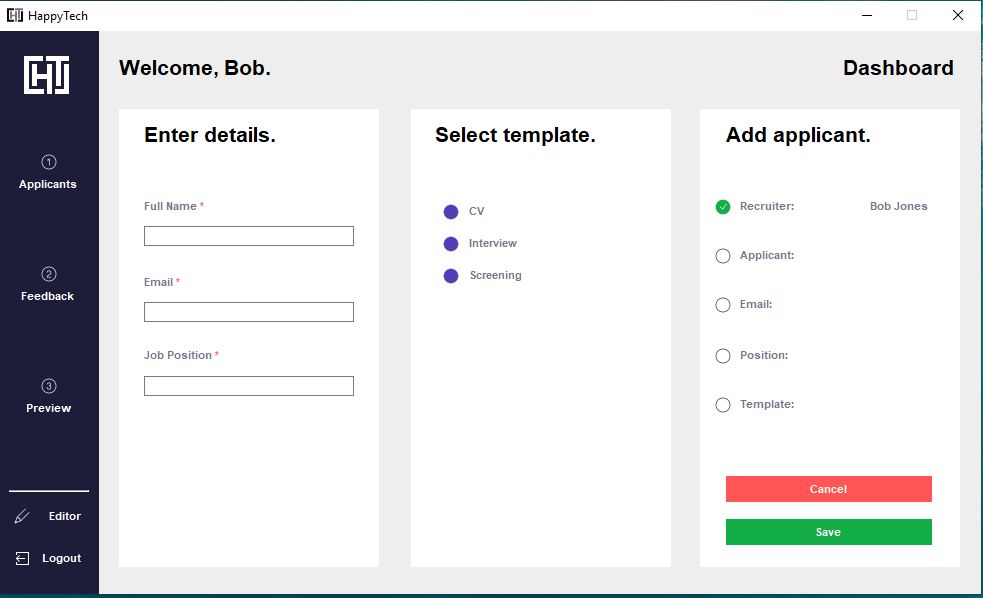 HappyTech
HT
Welcome, Bob.
Dashboard
1
Applicants
2
Feedback
3
Preview
Editor
Logout
Enter details.
Full Name *
Email *
Job Position *
Select template.
CV
Interview
Screening
Add applicant.
Recruiter: Bob Jones
Applicant:
Email:
Position:
Template:
Cancel
Save